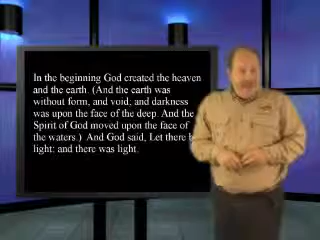 In the beginning God created the heaven
and the earth. (And the earth was
without form, and void; and darkness
was upon the face of the deep. And the
Spirit of God moved upon the face of
the waters.) And God said, Let there b
light: and there was light.